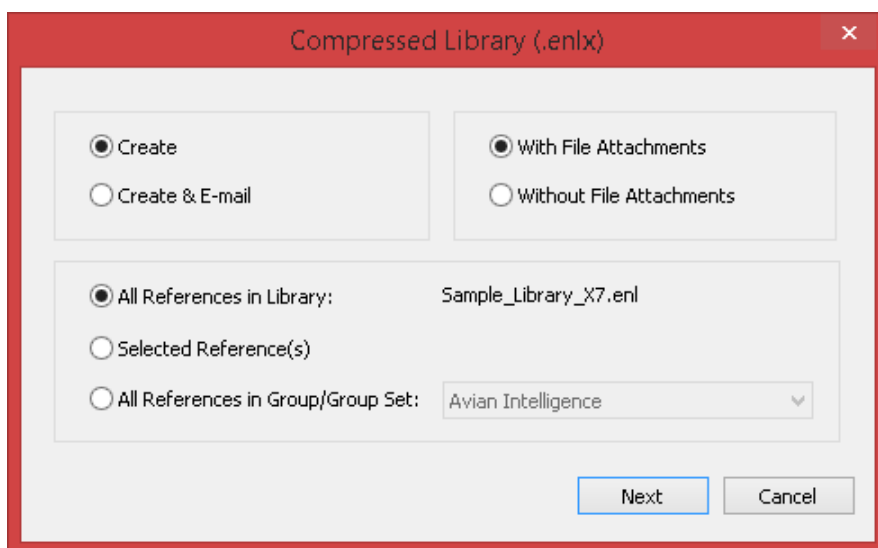 Compressed Library (.enlx)
Create
Create & E-mail
With File Attachments
Without File Attachments
All References in Library: Sample_Library_X7.enl
Selected Reference(s)
All References in Group/Group Set: Avian Intelligence
Next Cancel